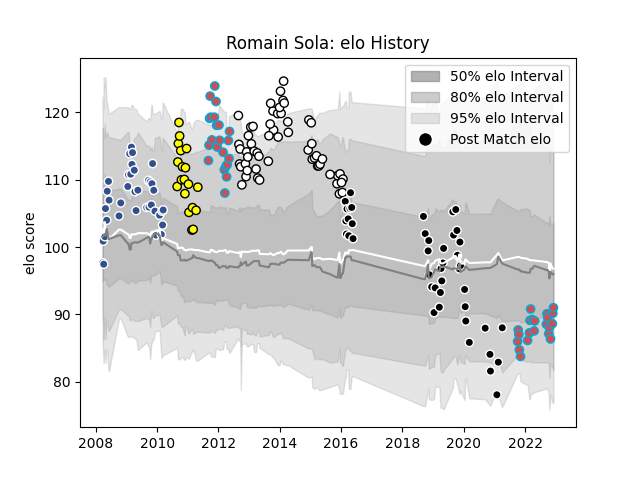 Romain Sola: elo History
50% elo Interval
80% elo Interval
95% elo Interval
Post Match elo
elo score
120
110
100
90
80
2008 2010 2012 2014 2016 2018 2020 2022